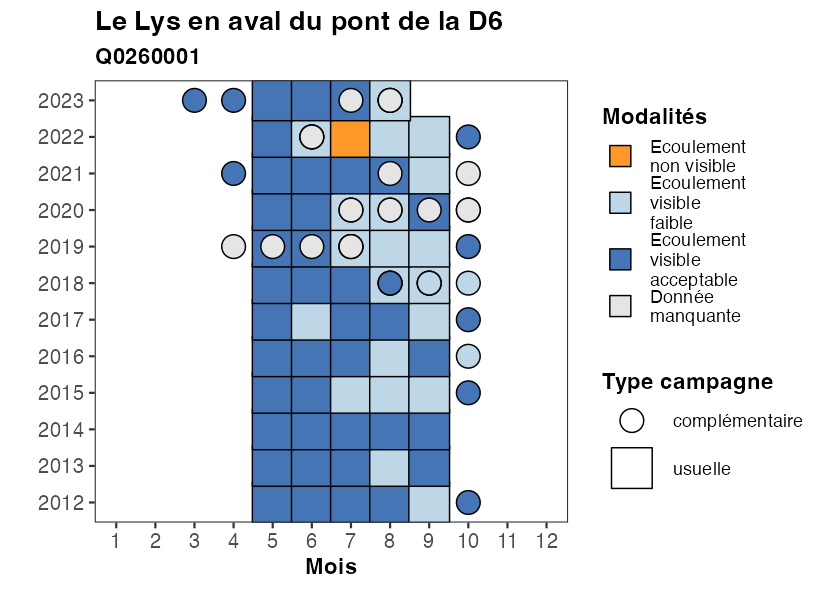 Le Lys en aval du pont de la D6
Q0260001
2023
2022
2021
2020
2019
2018
2017
2016
2015
2014
2013
2012
1 2 3 4 5 6 7 8 9 10 11 12
Mois
Modalités
Ecoulement
non visible
Ecoulement
visible
faible
Ecoulement
visible
acceptable
Donnée
manquante
Type campagne
complémentaire
usuelle